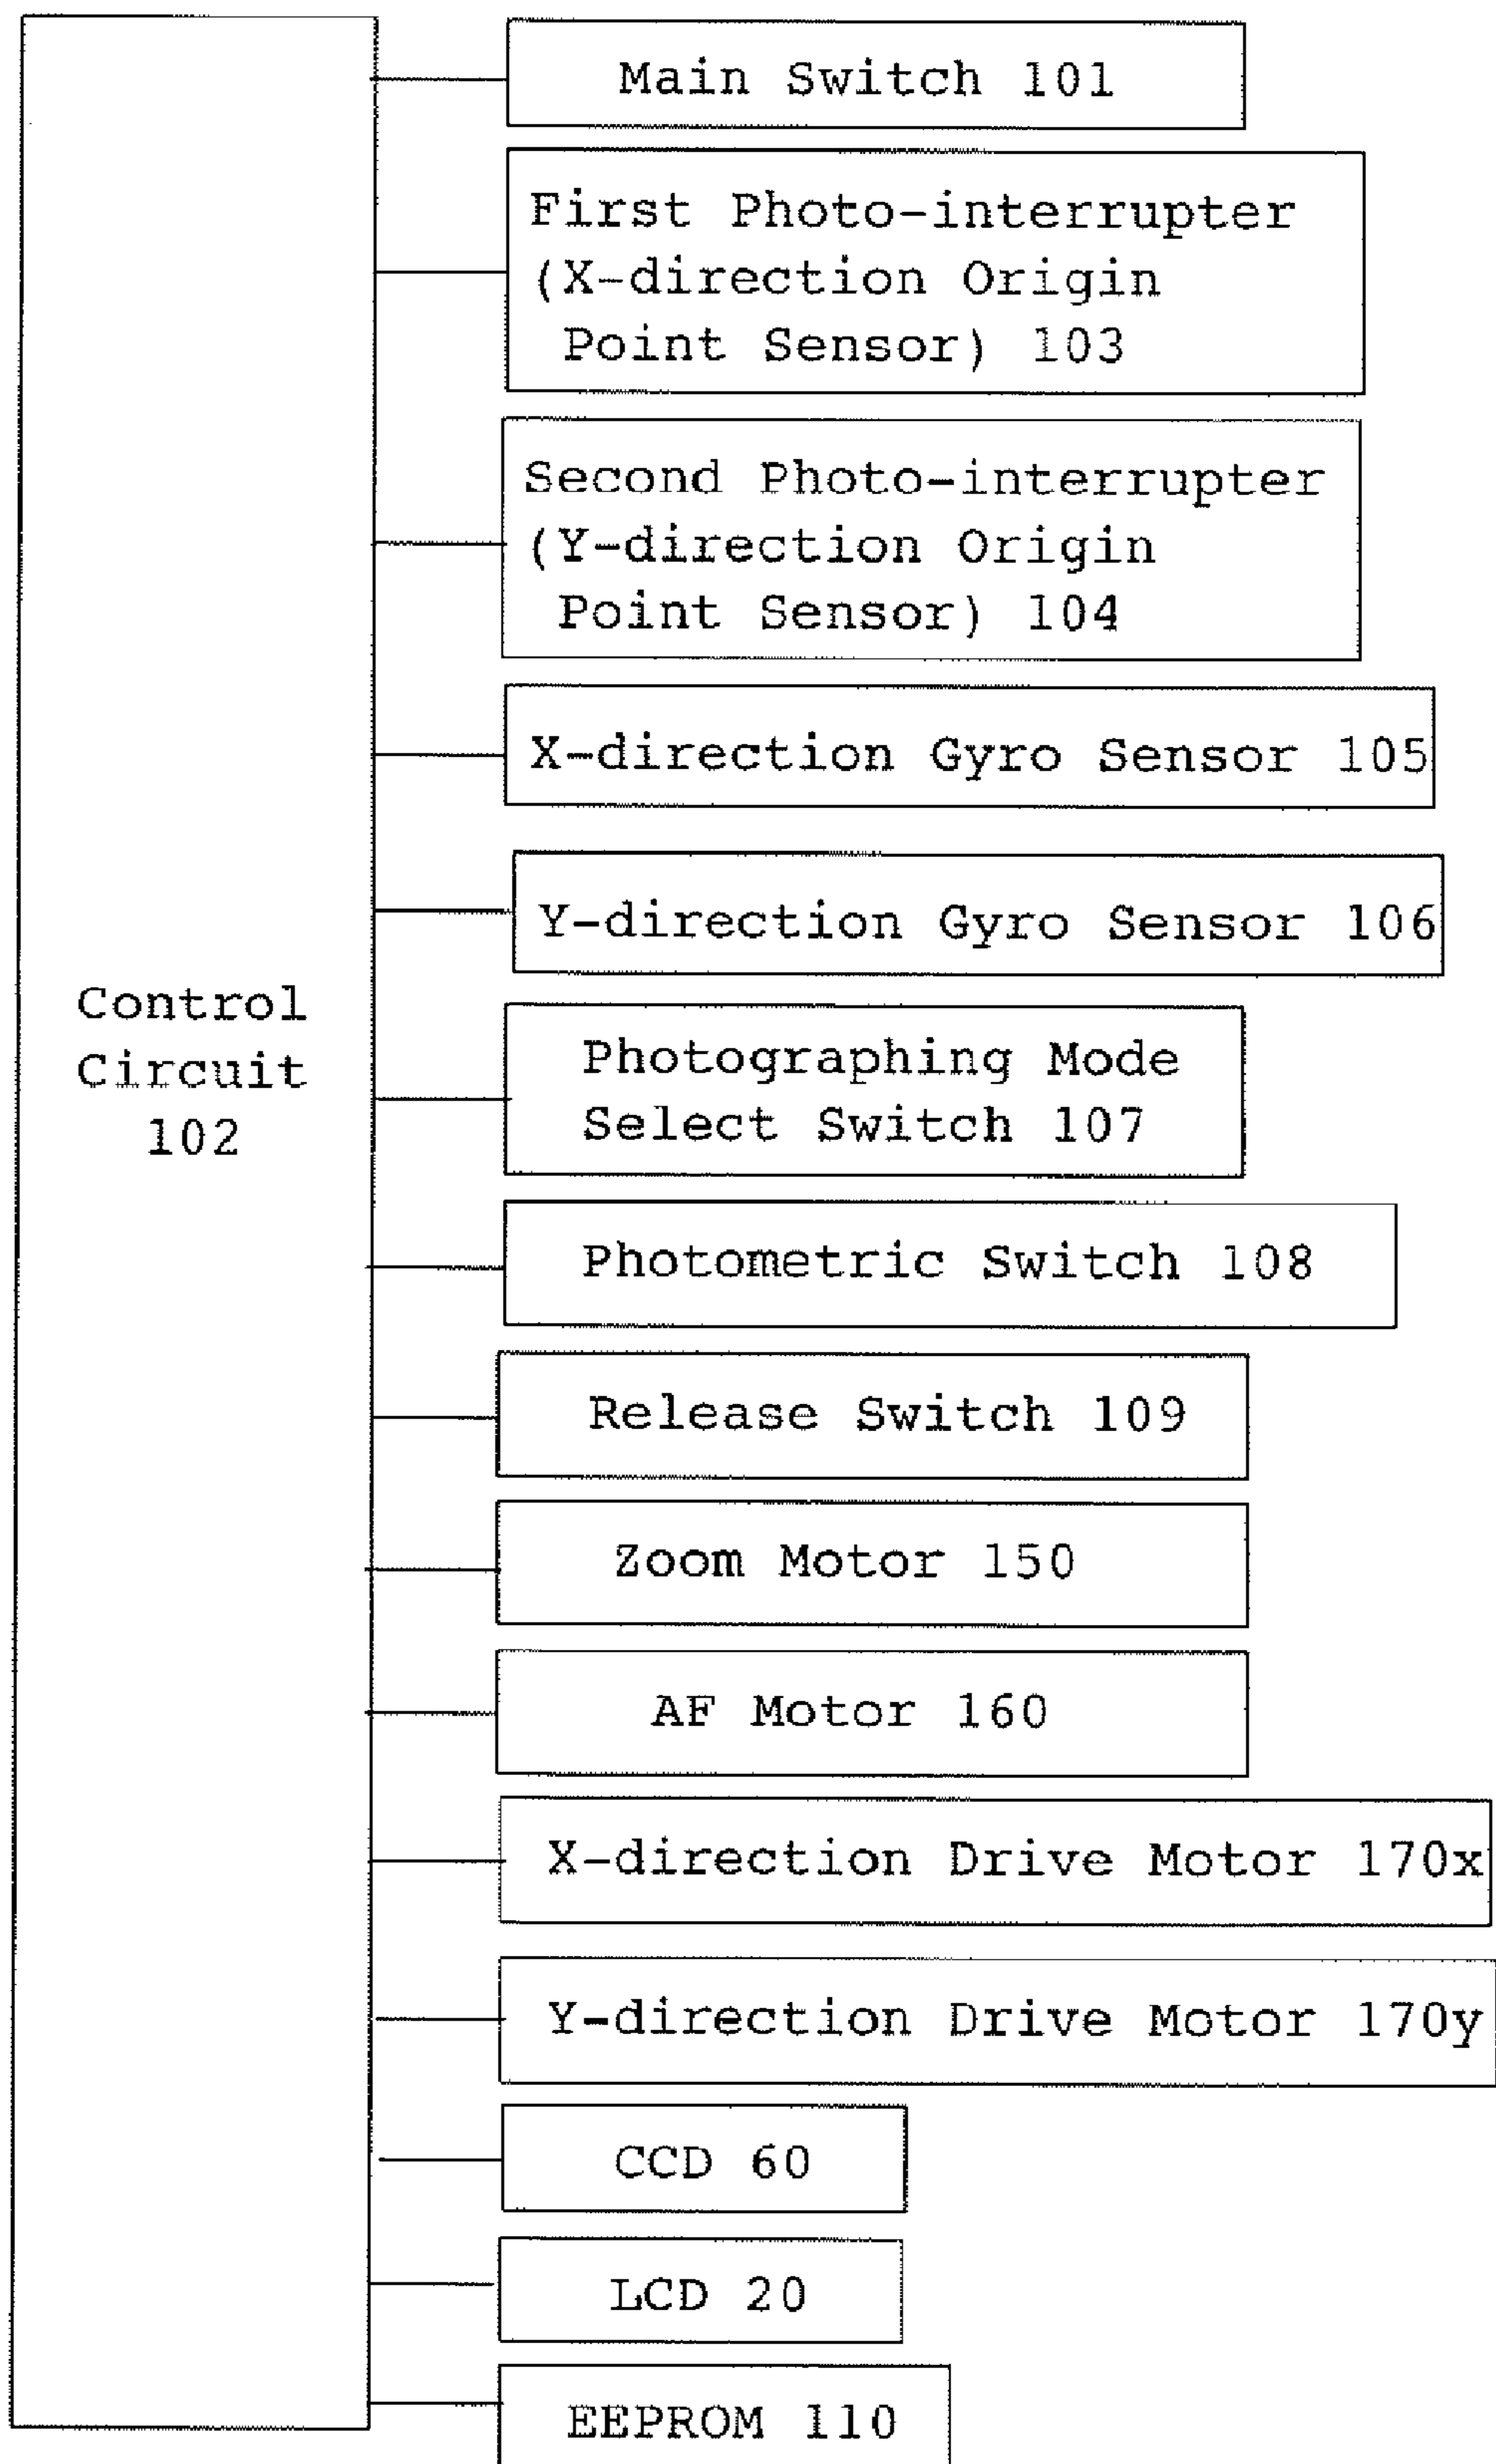 Main Switch 101
First Photo-interrupter
(X-direction Origin
Point Sensor) 103
Second Photo-interrupter
(Y-direction Origin
Point Sensor) 104
X-direction Gyro Sensor 105
Y-direction Gyro Sensor 106
Control
Circuit
102
Photographing Mode
Select Switch 107
Photometric Switch 108
Release Switch 109
Zoom Motor 150
AF Motor 160
X-direction Drive Motor 170x
Y-direction Drive Motor 170y
CCD 60
LCD 20
EEPROM 110